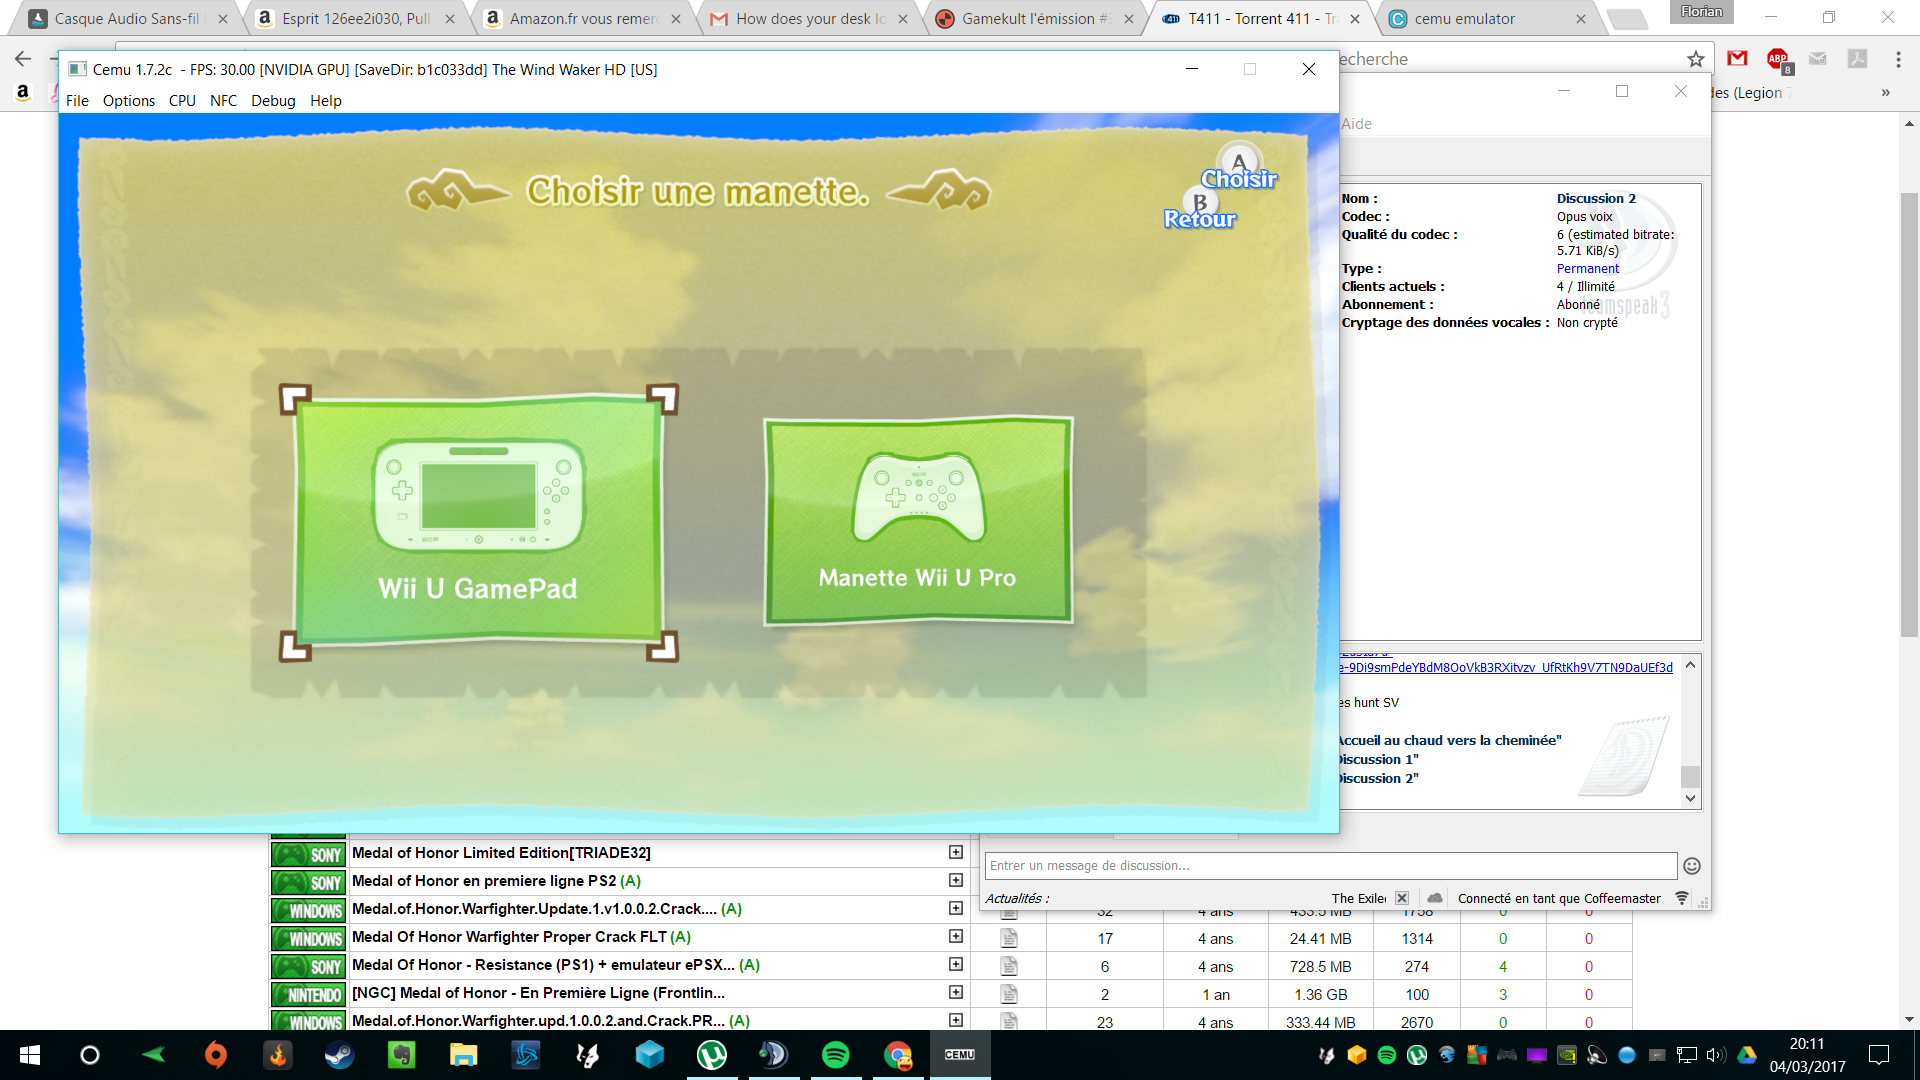 Casque Audio Sans-fil
Esprit 126ee2i030, Pull
Amazon.fr vous remerc
How does your desk lo
Gamekult l'émission #3
T411 - Torrent 411 - Tr
cemu emulator
Florian
echerche
ABP
8
des (Legion 7
»
Cemu 1.7.2c - FPS: 30.00 [NVIDIA GPU] [SaveDir: b1c033dd] The Wind Waker HD [US]
File Options CPU NFC Debug Help
Choisir une manette.
A
Choisir
B
Retour
Wii U GamePad
Manette Wii U Pro
Aide
Nom : Discussion 2
Codec : Opus voix
Qualité du codec : 6 (estimated bitrate:
5.71 KiB/s)
Type : Permanent
Clients actuels : 4 / Illimité
Abonnement : Abonné
Cryptage des données vocales : Non crypté
teamspeak3
e-9Di9smPdeYBdM8OoVkB3RXitvzv_UfRtKh9V7TN9DaUEf3d
es hunt SV
Accueil au chaud vers la cheminée"
Discussion 1"
Discussion 2"
Entrer un message de discussion...
Actualités : The Exile Connecté en tant que Coffeemaster
SONY Medal of Honor Limited Edition[TRIADE32]
SONY Medal of Honor en premiere ligne PS2 (A)
WINDOWS Medal.of.Honor.Warfighter.Update.1.v1.0.0.2.Crack.... (A) 32 4 ans 433.5 MB 1758 0 0
WINDOWS Medal Of Honor Warfighter Proper Crack FLT (A) 17 4 ans 24.41 MB 1314 0 0
SONY Medal Of Honor - Resistance (PS1) + emulateur ePSX... (A) 6 4 ans 728.5 MB 274 4 0
NINTENDO [NGC] Medal of Honor - En Première Ligne (Frontlin... 2 1 an 1.36 GB 100 3 0
WINDOWS Medal.of.Honor.Warfighter.upd.1.0.0.2.and.Crack.PR... (A) 23 4 ans 333.44 MB 2670 0 0
CEMU
20:11
04/03/2017